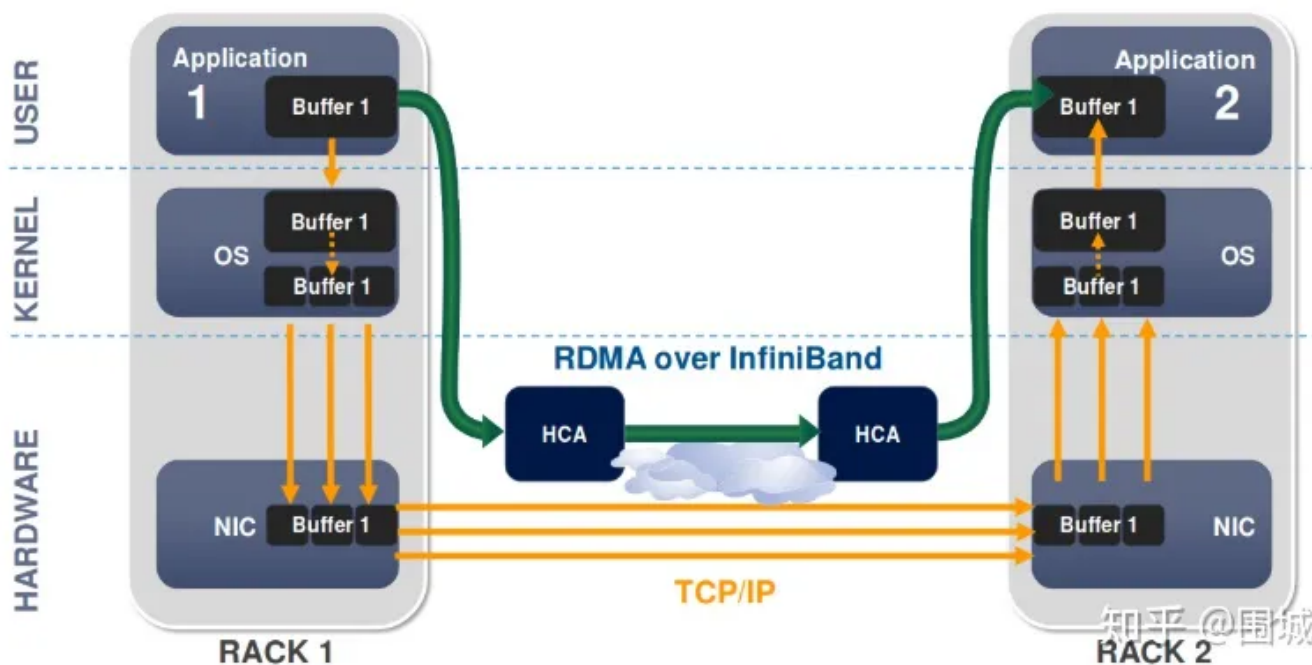 USER
Application
1
Buffer 1
Application
2
Buffer 1
KERNEL
OS
Buffer 1
Buffer 1
Buffer 1
Buffer 1
OS
RDMA over InfiniBand
HCA
HCA
HARDWARE
NIC
Buffer 1
Buffer 1
NIC
TCP/IP
RACK 1
RACK 2
知乎 @围城